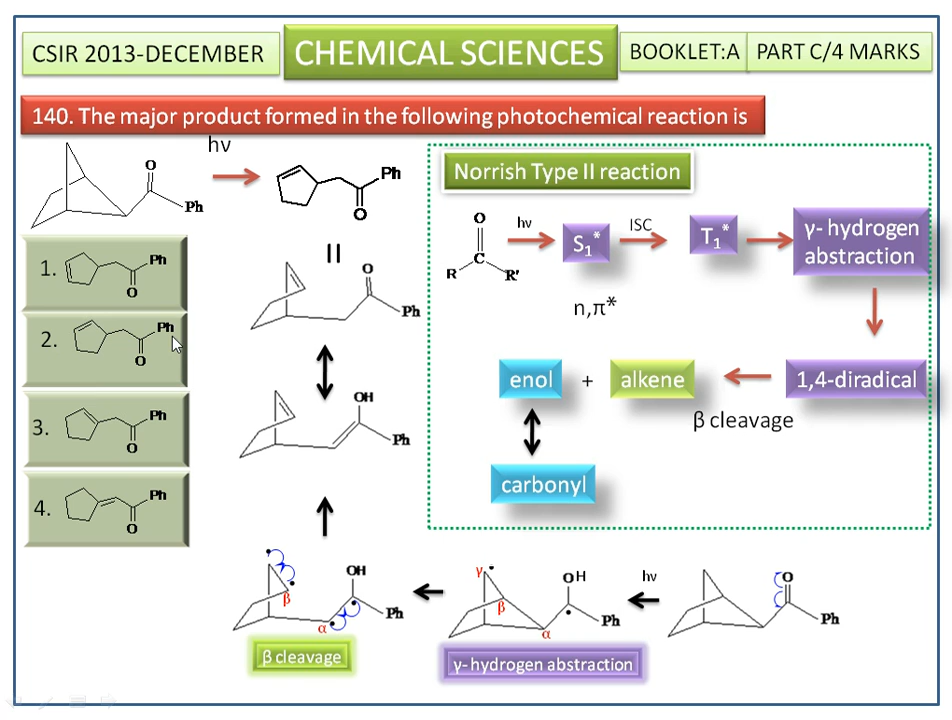 CSIR 2013-DECEMBER
CHEMICAL SCIENCES
BOOKLET:A
PART C/4 MARKS
140. The major product formed in the following photochemical reaction is
hν
O
Ph
Ph
O
1.
Ph
O
2.
Ph
O
3.
Ph
O
4.
Ph
O
=
O
Ph
OH
Ph
Norrish Type II reaction
O
C
R
R'
hν
S1*
ISC
T1*
γ- hydrogen
abstraction
n,π*
enol
+
alkene
1,4-diradical
β cleavage
carbonyl
OH
Ph
β
α
β cleavage
γ
OH
β
Ph
α
γ- hydrogen abstraction
hν
O
Ph